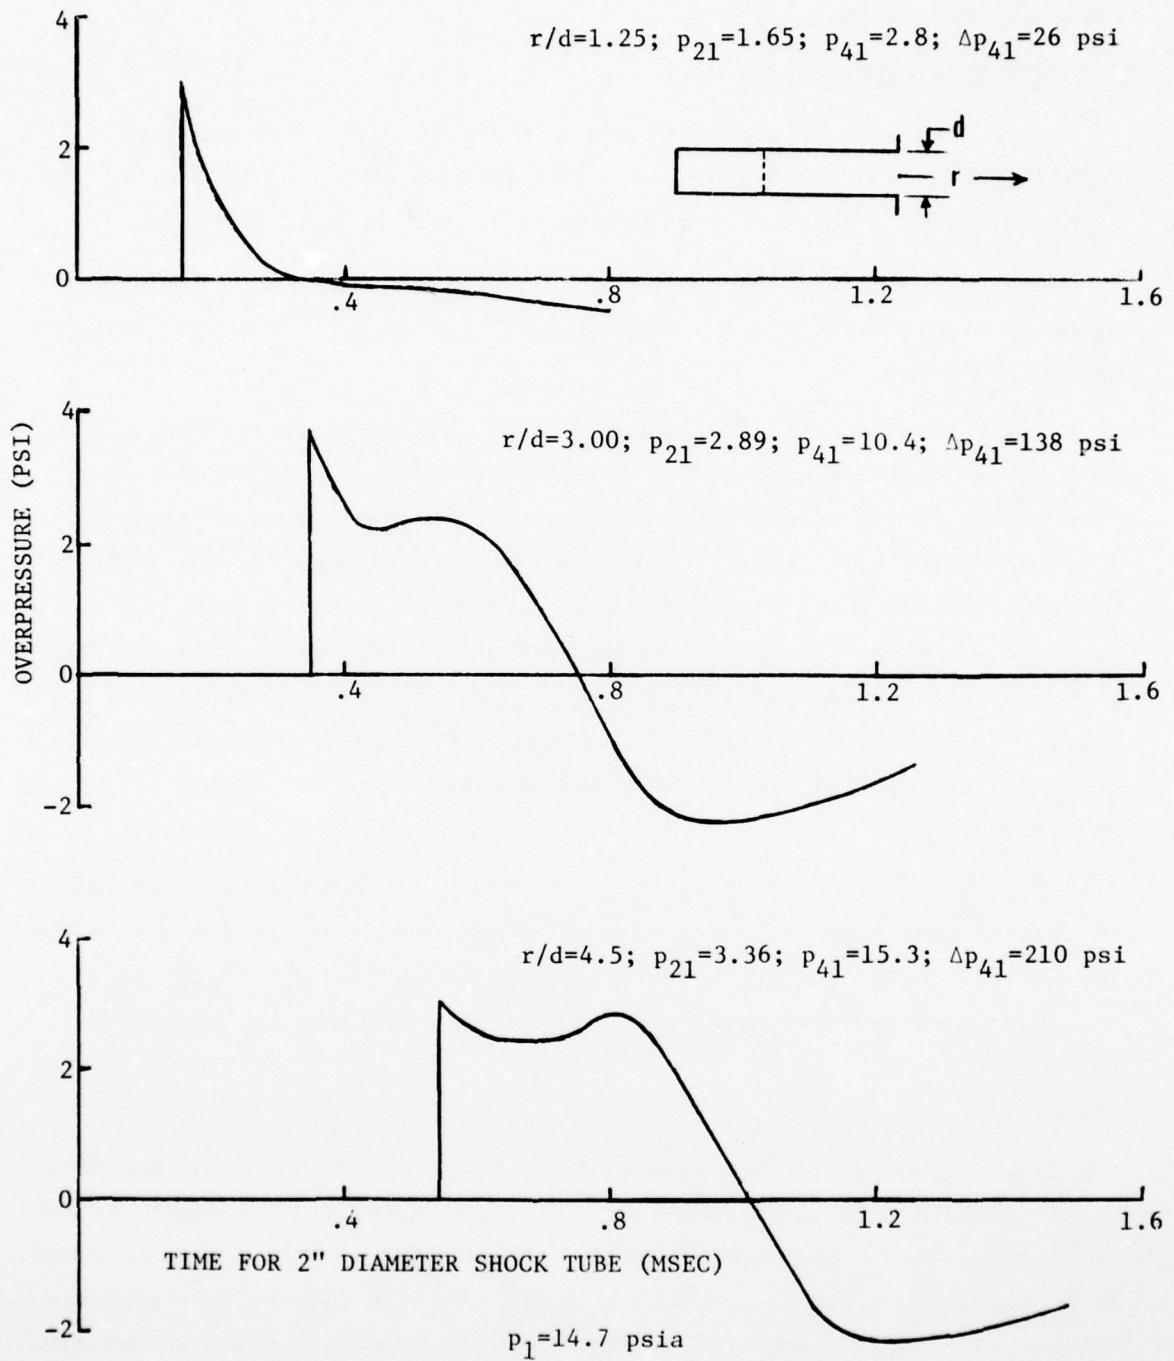 4
r/d=1.25; p21=1.65; p41=2.8; Δp41=26 psi
d
2
r
0
.4
.8
1.2
1.6
OVERPRESSURE (PSI)
4
r/d=3.00; p21=2.89; p41=10.4; Δp41=138 psi
2
0
.4
.8
1.2
1.6
-2
4
r/d=4.5; p21=3.36; p41=15.3; Δp41=210 psi
2
0
.4
.8
1.2
1.6
TIME FOR 2" DIAMETER SHOCK TUBE (MSEC)
-2
p1=14.7 psia